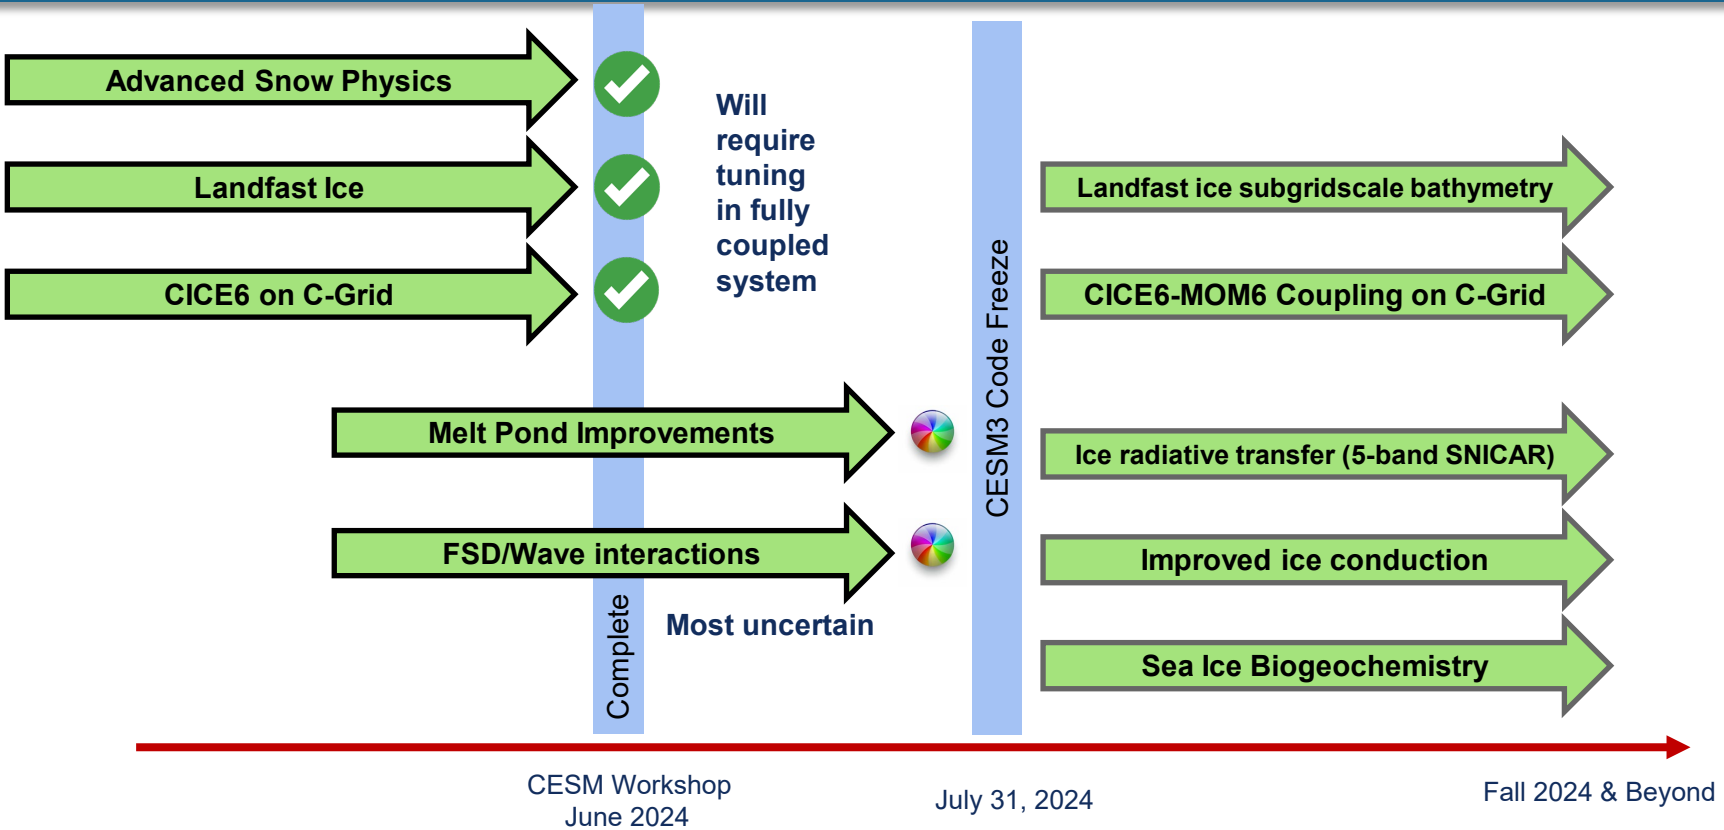 Advanced Snow Physics
Landfast Ice
CICE6 on C-Grid
Will
require
tuning
in fully
coupled
system
Melt Pond Improvements
FSD/Wave interactions
Most uncertain
Complete
CESM3 Code Freeze
Landfast ice subgridscale bathymetry
CICE6-MOM6 Coupling on C-Grid
Ice radiative transfer (5-band SNICAR)
Improved ice conduction
Sea Ice Biogeochemistry
CESM Workshop
June 2024
July 31, 2024
Fall 2024 & Beyond